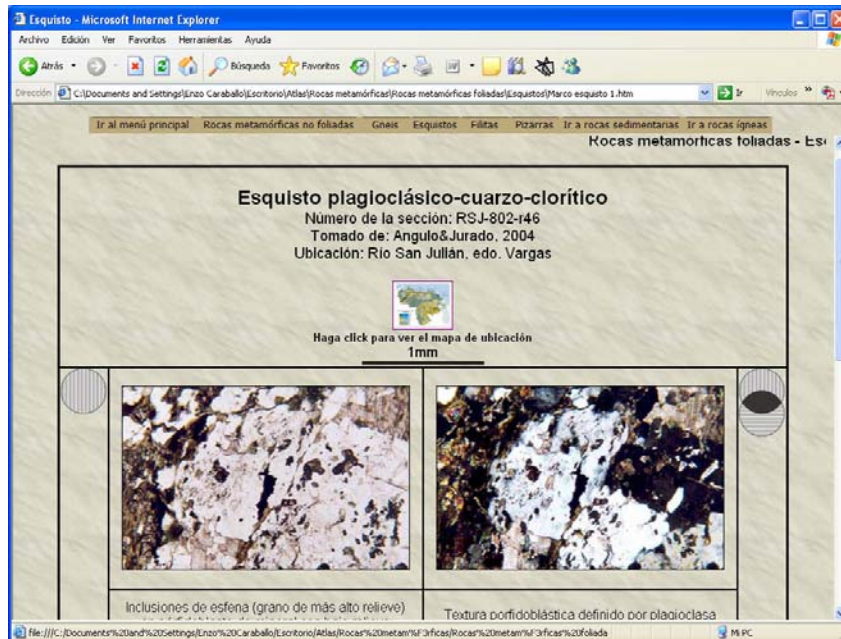 Esquisto - Microsoft Internet Explorer
Archivo Edición Ver Favoritos Herramientas Ayuda
Atrás Búsqueda Favoritos
Dirección C:\Documents and Settings\Enzo Caraballo\Escritorio\Atlas\Rocas metamórficas\Rocas metamórficas foliadas\Esquistos\Marco esquisto 1.htm Ir Vínculos
Ir al menú principal Rocas metamórficas no foliadas Gneis Esquistos Filitas Pizarras Ir a rocas sedimentarias Ir a rocas ígneas
Rocas metamórficas foliadas - Es
Esquisto plagioclásico-cuarzo-clorítico
Número de la sección: RSJ-802-r46
Tomado de: Angulo&Jurado, 2004
Ubicación: Río San Julián, edo. Vargas
Haga click para ver el mapa de ubicación
1mm
Inclusiones de esfena (grano de más alto relieve)
Textura porfidoblástica definido por plagioclasa
file:///C:/Documents%20and%20Settings/Enzo%20Caraballo/Escritorio/Atlas/Rocas%20metam%F3rficas/Rocas%20metam%F3rficas%20foliada Mi PC